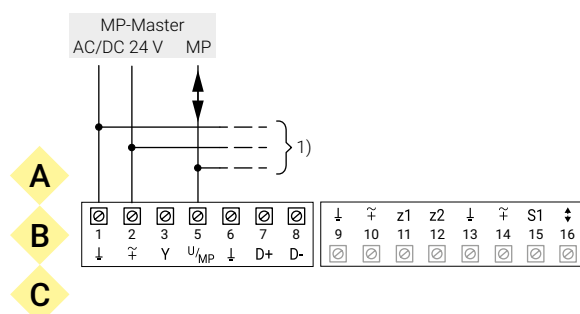 MP-Master
AC/DC 24 V MP
1)
A
1 2 3 5 6 7 8
⏚ ≂ Y U/MP ⏚ D+ D-
⏚ ≂ z1 z2 ⏚ ≂ S1 ⬍
9 10 11 12 13 14 15 16
B
C